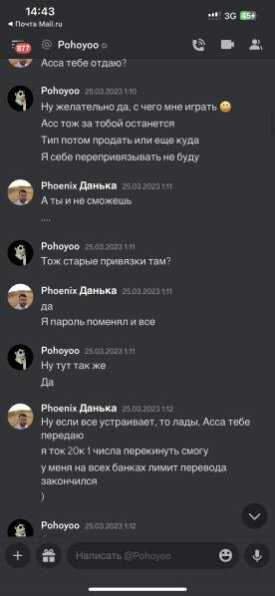 14:43
3G 45
◂ Почта Mail.ru
877
@ Pohoyoo
Асса тебе отдаю?
Pohoyoo 25.03.2023 1:10
Ну желательно да, с чего мне играть 😃
Асс тож за тобой останется
Тип потом продать или еще куда
Я себе перепривязывать не буду
Phoenix Данька 25.03.2023 1:11
А ты и не сможешь
....
Pohoyoo 25.03.2023 1:11
Тож старые привязки там?
Phoenix Данька 25.03.2023 1:11
да
Я пароль поменял и все
Pohoyoo 25.03.2023 1:11
Ну тут так же
Да
Phoenix Данька 25.03.2023 1:12
Ну если все устраивает, то лады, Асса тебе
передаю
я ток 20к 1 числа перекинуть смогу
у меня на всех банках лимит перевода
закончился
)
Pohoyoo 25.03.2023 1:12
Написать @Pohoyoo